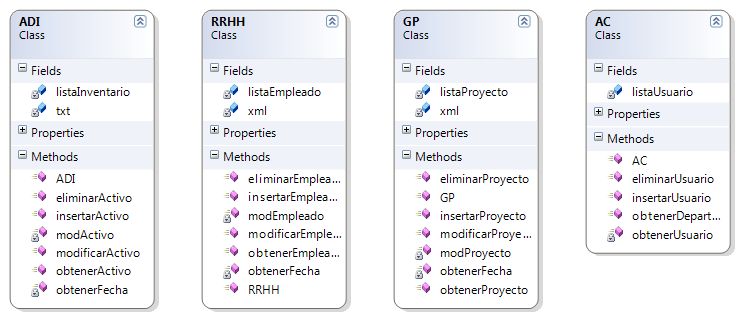 ADI
Class
Fields
listaInventario
txt
Properties
Methods
ADI
eliminarActivo
insertarActivo
modActivo
modificarActivo
obtenerActivo
obtenerFecha
RRHH
Class
Fields
listaEmpleado
xml
Properties
Methods
eliminarEmplea...
insertarEmplea...
modEmpleado
modificarEmple...
obtenerEmplea...
obtenerFecha
RRHH
GP
Class
Fields
listaProyecto
xml
Properties
Methods
eliminarProyecto
GP
insertarProyecto
modificarProye...
modProyecto
obtenerFecha
obtenerProyecto
AC
Class
Fields
listaUsuario
Properties
Methods
AC
eliminarUsuario
insertarUsuario
obtenerDepart...
obtenerUsuario